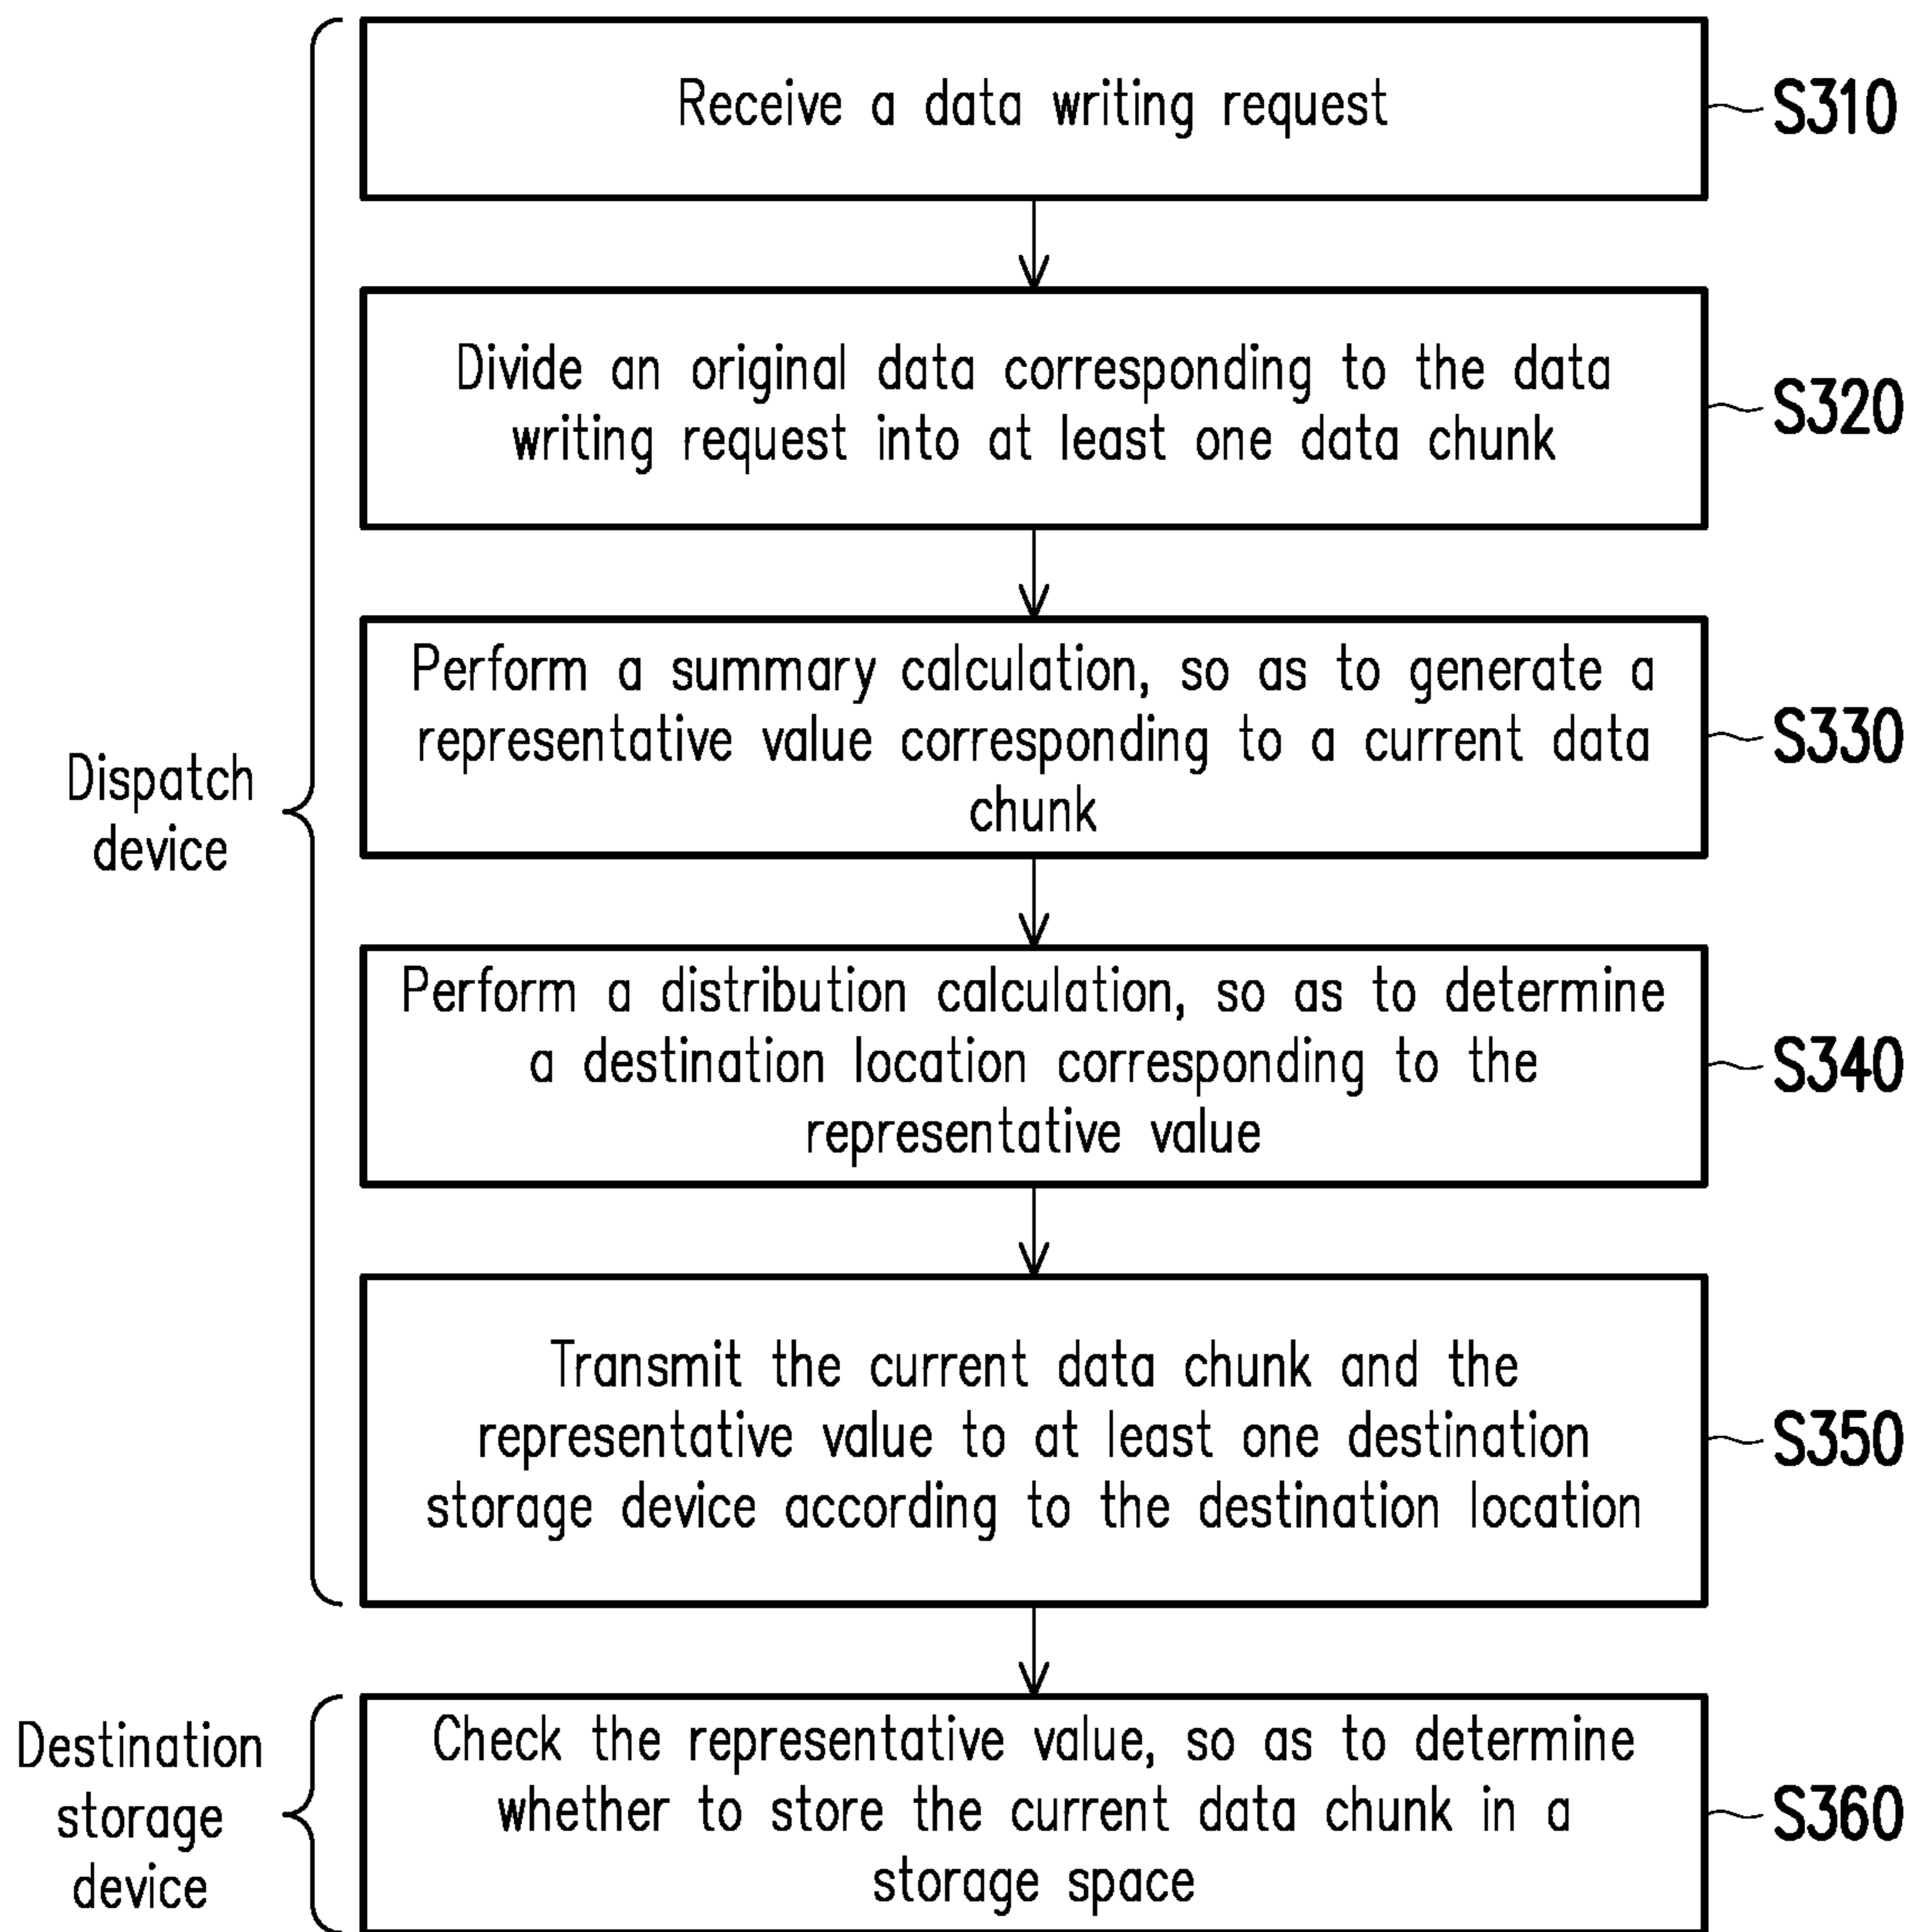 Receive a data writing request
S310
Divide an original data corresponding to the data
writing request into at least one data chunk
S320
Perform a summary calculation, so as to generate a
representative value corresponding to a current data
chunk
S330
Dispatch
device
Perform a distribution calculation, so as to determine
a destination location corresponding to the
representative value
S340
Transmit the current data chunk and the
representative value to at least one destination
storage device according to the destination location
S350
Destination
storage
device
Check the representative value, so as to determine
whether to store the current data chunk in a
storage space
S360